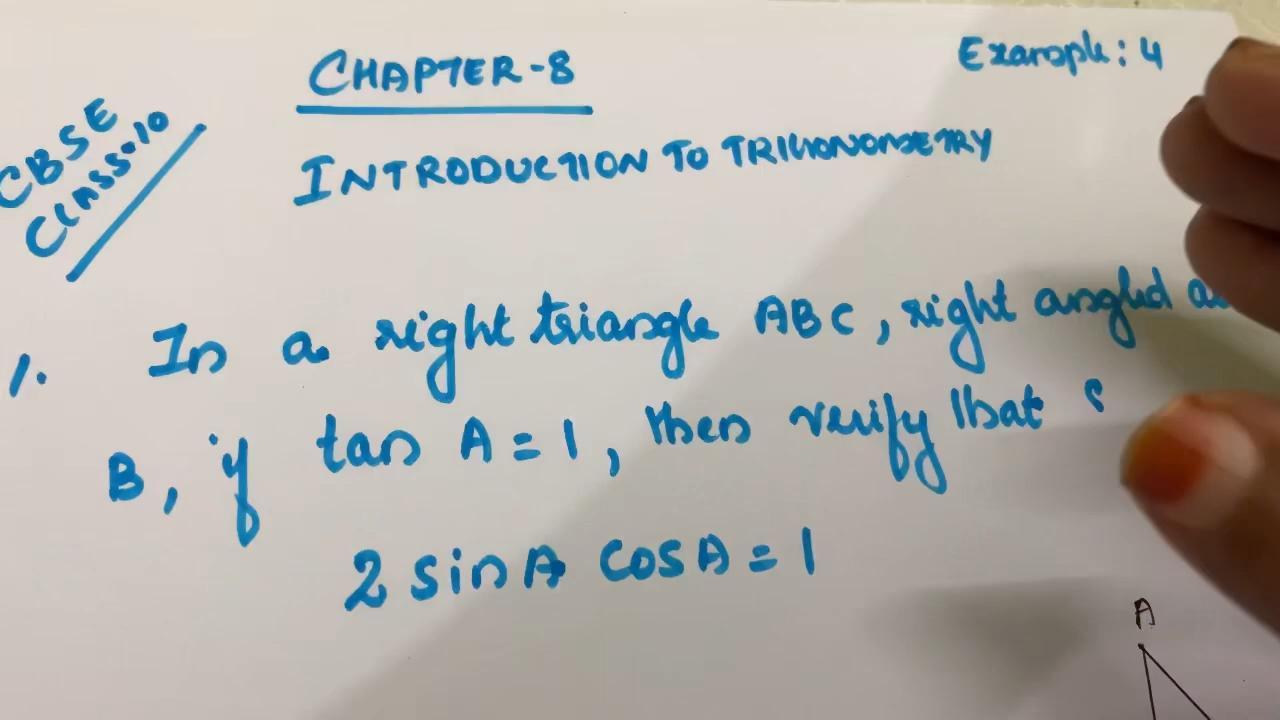 CHAPTER-8
Example: 4
CBSE
CLASS-10
INTRODUCTION TO TRIGONOMETRY
1. In a right triangle ABC, right angled
B, if tan A = 1, then verify that
2 sin A cos A = 1
A